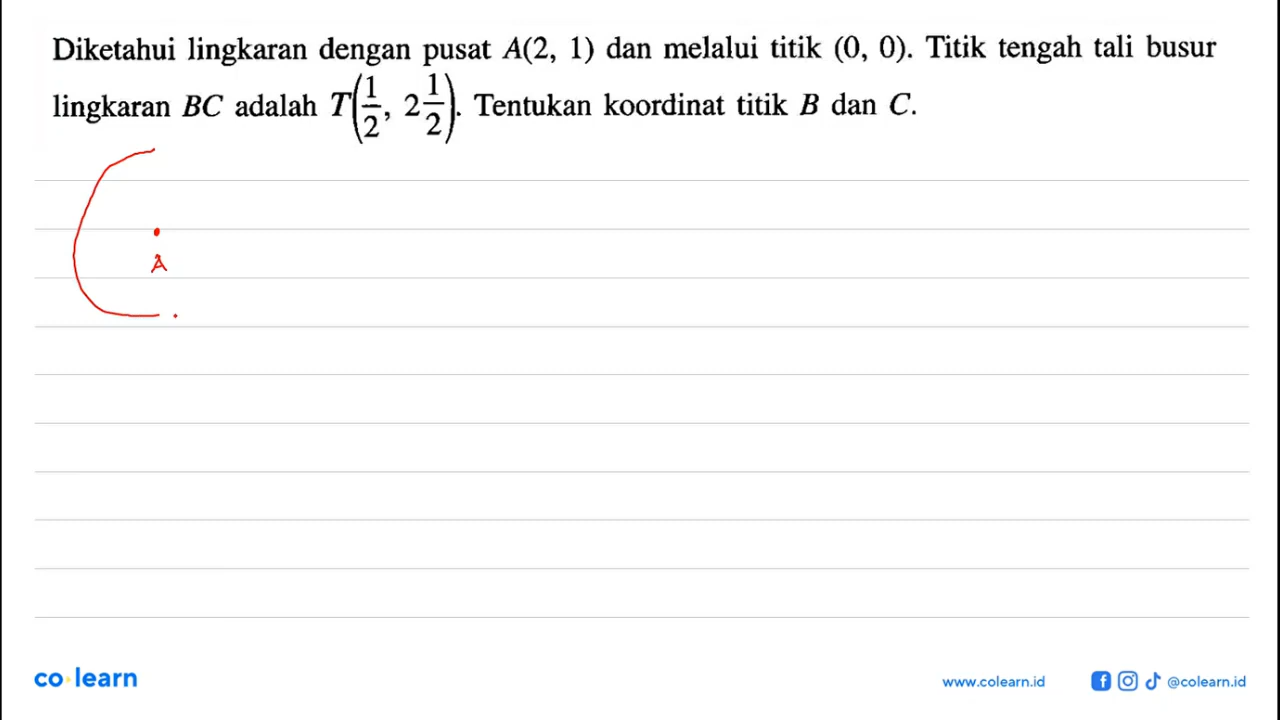 Diketahui lingkaran dengan pusat A(2, 1) dan melalui titik (0, 0). Titik tengah tali busur
lingkaran BC adalah T(1/2, 2 1/2). Tentukan koordinat titik B dan C.
A
co learn
www.colearn.id
@colearn.id